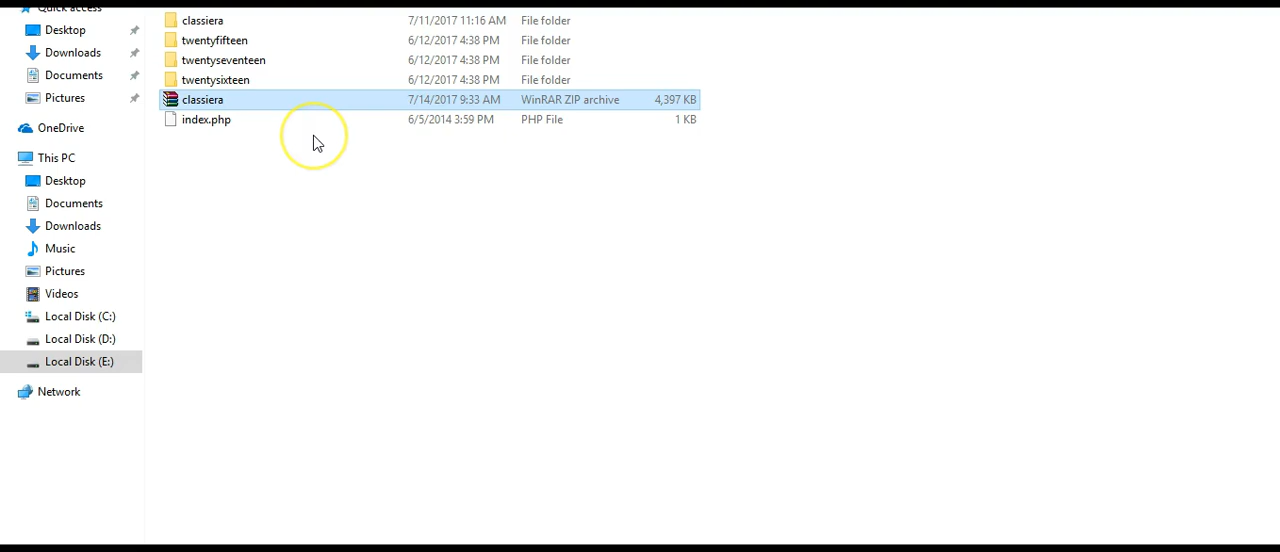 Quick access
Desktop
Downloads
Documents
Pictures
OneDrive
This PC
Desktop
Documents
Downloads
Music
Pictures
Videos
Local Disk (C:)
Local Disk (D:)
Local Disk (E:)
Network
classiera 7/11/2017 11:16 AM File folder
twentyfifteen 6/12/2017 4:38 PM File folder
twentyseventeen 6/12/2017 4:38 PM File folder
twentysixteen 6/12/2017 4:38 PM File folder
classiera 7/14/2017 9:33 AM WinRAR ZIP archive 4,397 KB
index.php 6/5/2014 3:59 PM PHP File 1 KB